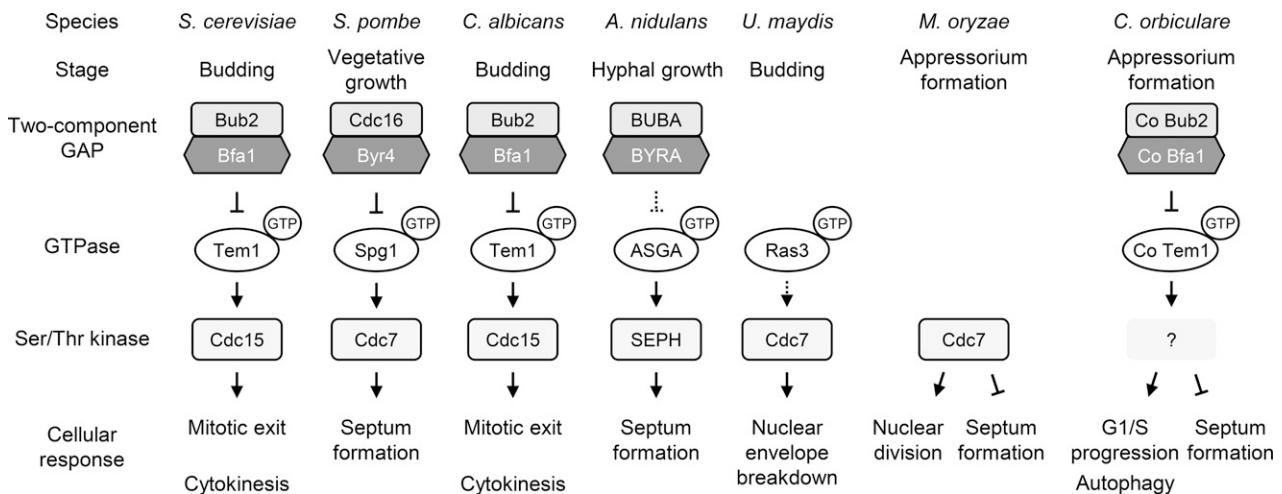 Species S. cerevisiae S. pombe C. albicans A. nidulans U. maydis M. oryzae C. orbiculare
Stage Budding Vegetative growth Budding Hyphal growth Budding Appressorium formation Appressorium formation
Two-component GAP
Bub2 Cdc16 Bub2 BUBA Co Bub2
Bfa1 Byr4 Bfa1 BYRA Co Bfa1
GTP GTP GTP GTP GTP GTP
GTPase Tem1 Spg1 Tem1 ASGA Ras3 Co Tem1
Ser/Thr kinase Cdc15 Cdc7 Cdc15 SEPH Cdc7 Cdc7 ?
Cellular response
Mitotic exit Septum formation Mitotic exit Septum formation Nuclear envelope breakdown Nuclear division Septum formation G1/S progression Septum formation
Cytokinesis Cytokinesis Autophagy